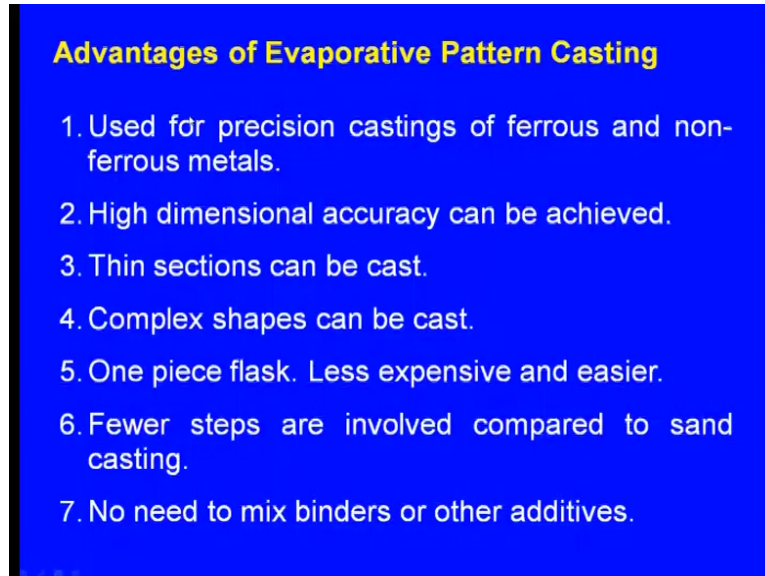 Advantages of Evaporative Pattern Casting
1. Used for precision castings of ferrous and non-
ferrous metals.
2. High dimensional accuracy can be achieved.
3. Thin sections can be cast.
4. Complex shapes can be cast.
5. One piece flask. Less expensive and easier.
6. Fewer steps are involved compared to sand
casting.
7. No need to mix binders or other additives.